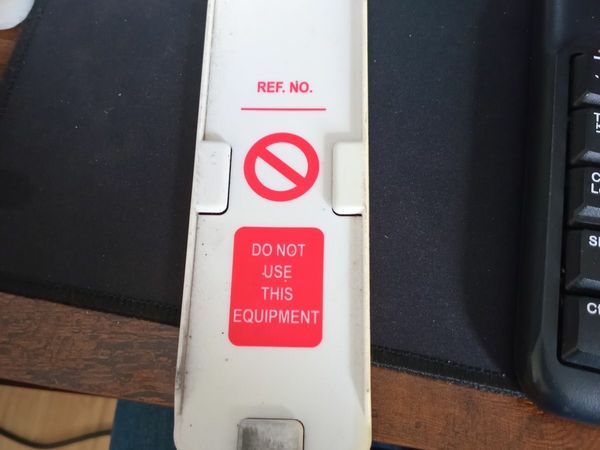 REF. NO.
DO NOT
USE
THIS
EQUIPMENT